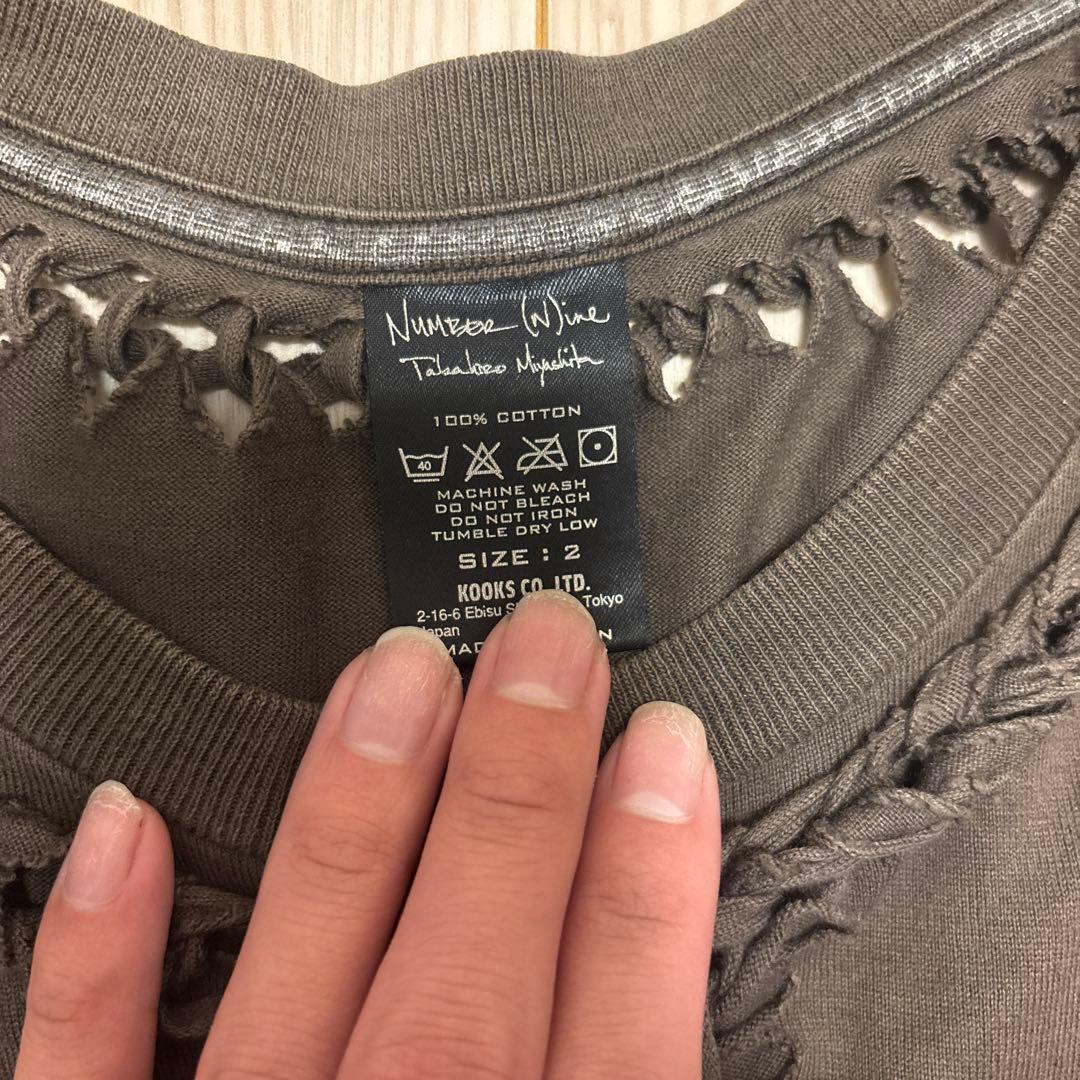 NUMBER (N)ine
Takahiro Miyashita
100% COTTON
40
MACHINE WASH
DO NOT BLEACH
DO NOT IRON
TUMBLE DRY LOW
SIZE : 2
KOOKS CO. LTD.
2-16-6 Ebisu Tokyo
Japan